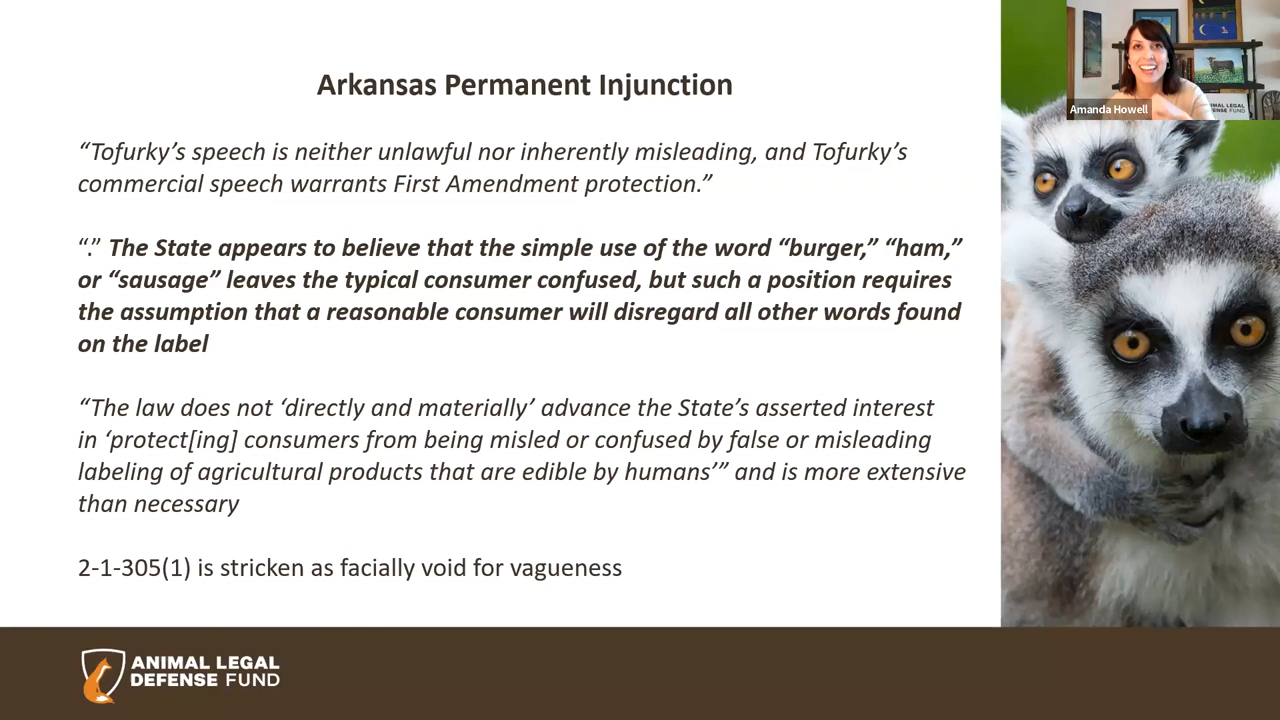 Arkansas Permanent Injunction
“Tofurky’s speech is neither unlawful nor inherently misleading, and Tofurky’s
commercial speech warrants First Amendment protection.”
“.” The State appears to believe that the simple use of the word “burger,” “ham,”
or “sausage” leaves the typical consumer confused, but such a position requires
the assumption that a reasonable consumer will disregard all other words found
on the label
“The law does not ‘directly and materially’ advance the State’s asserted interest
in ‘protect[ing] consumers from being misled or confused by false or misleading
labeling of agricultural products that are edible by humans’” and is more extensive
than necessary
2-1-305(1) is stricken as facially void for vagueness
Amanda Howell
LEGAL
FUND
ANIMAL LEGAL
DEFENSE FUND